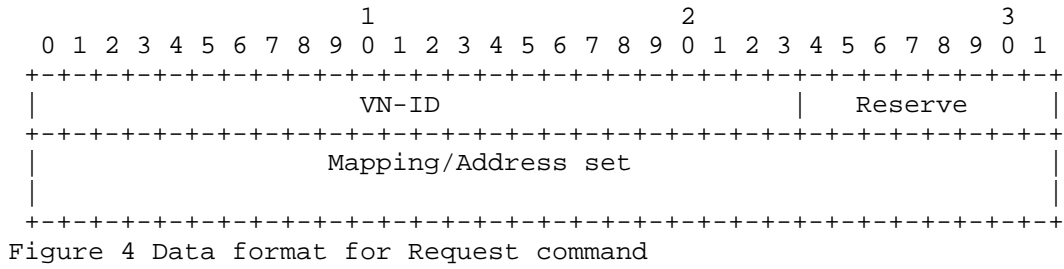 1                   2                   3
 0 1 2 3 4 5 6 7 8 9 0 1 2 3 4 5 6 7 8 9 0 1 2 3 4 5 6 7 8 9 0 1
+-+-+-+-+-+-+-+-+-+-+-+-+-+-+-+-+-+-+-+-+-+-+-+-+-+-+-+-+-+-+-+-+
|                    VN-ID                      |   Reserve     |
+-+-+-+-+-+-+-+-+-+-+-+-+-+-+-+-+-+-+-+-+-+-+-+-+-+-+-+-+-+-+-+-+
|                  Mapping/Address set                          |
|                                                               |
+-+-+-+-+-+-+-+-+-+-+-+-+-+-+-+-+-+-+-+-+-+-+-+-+-+-+-+-+-+-+-+-+
Figure 4 Data format for Request command